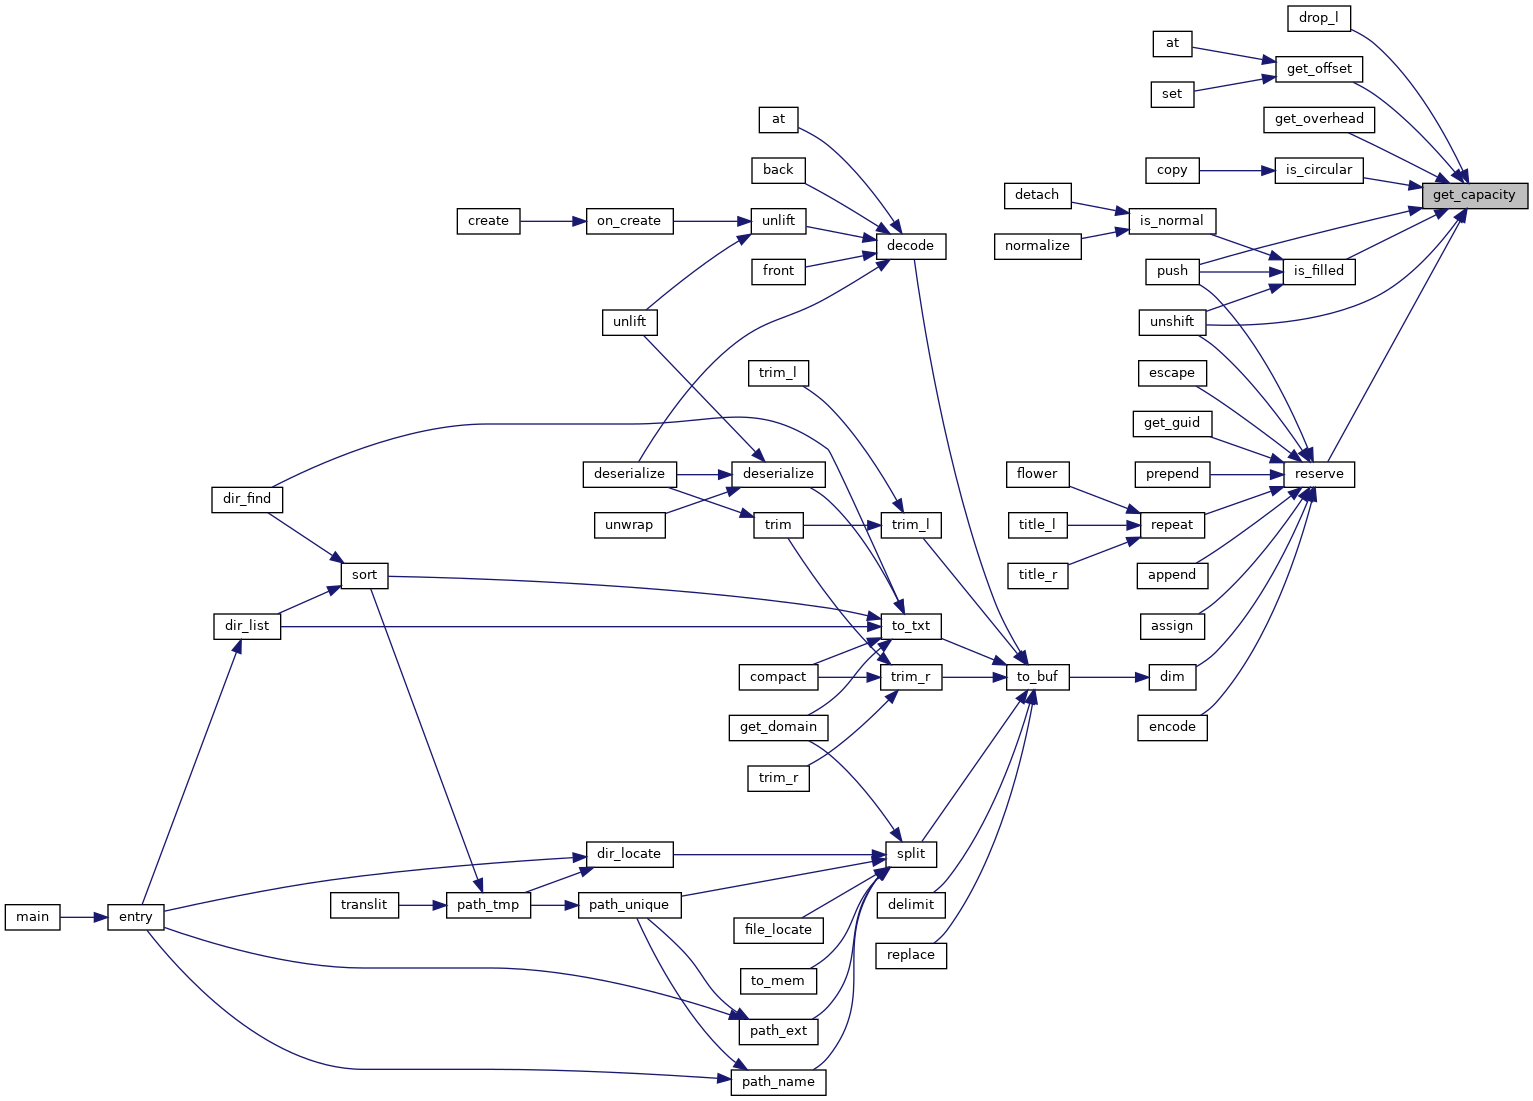 drop_l
at
get_offset
set
at
get_overhead
back
copy
is_circular
detach
get_capacity
create
on_create
unlift
is_normal
decode
normalize
front
push
is_filled
unlift
unshift
trim_l
escape
get_guid
deserialize
deserialize
flower
prepend
reserve
dir_find
unwrap
trim
trim_l
title_l
repeat
sort
title_r
append
dir_list
to_txt
assign
compact
trim_r
to_buf
dim
get_domain
encode
trim_r
dir_locate
split
translit
path_tmp
path_unique
delimit
main
entry
file_locate
replace
to_mem
path_ext
path_name